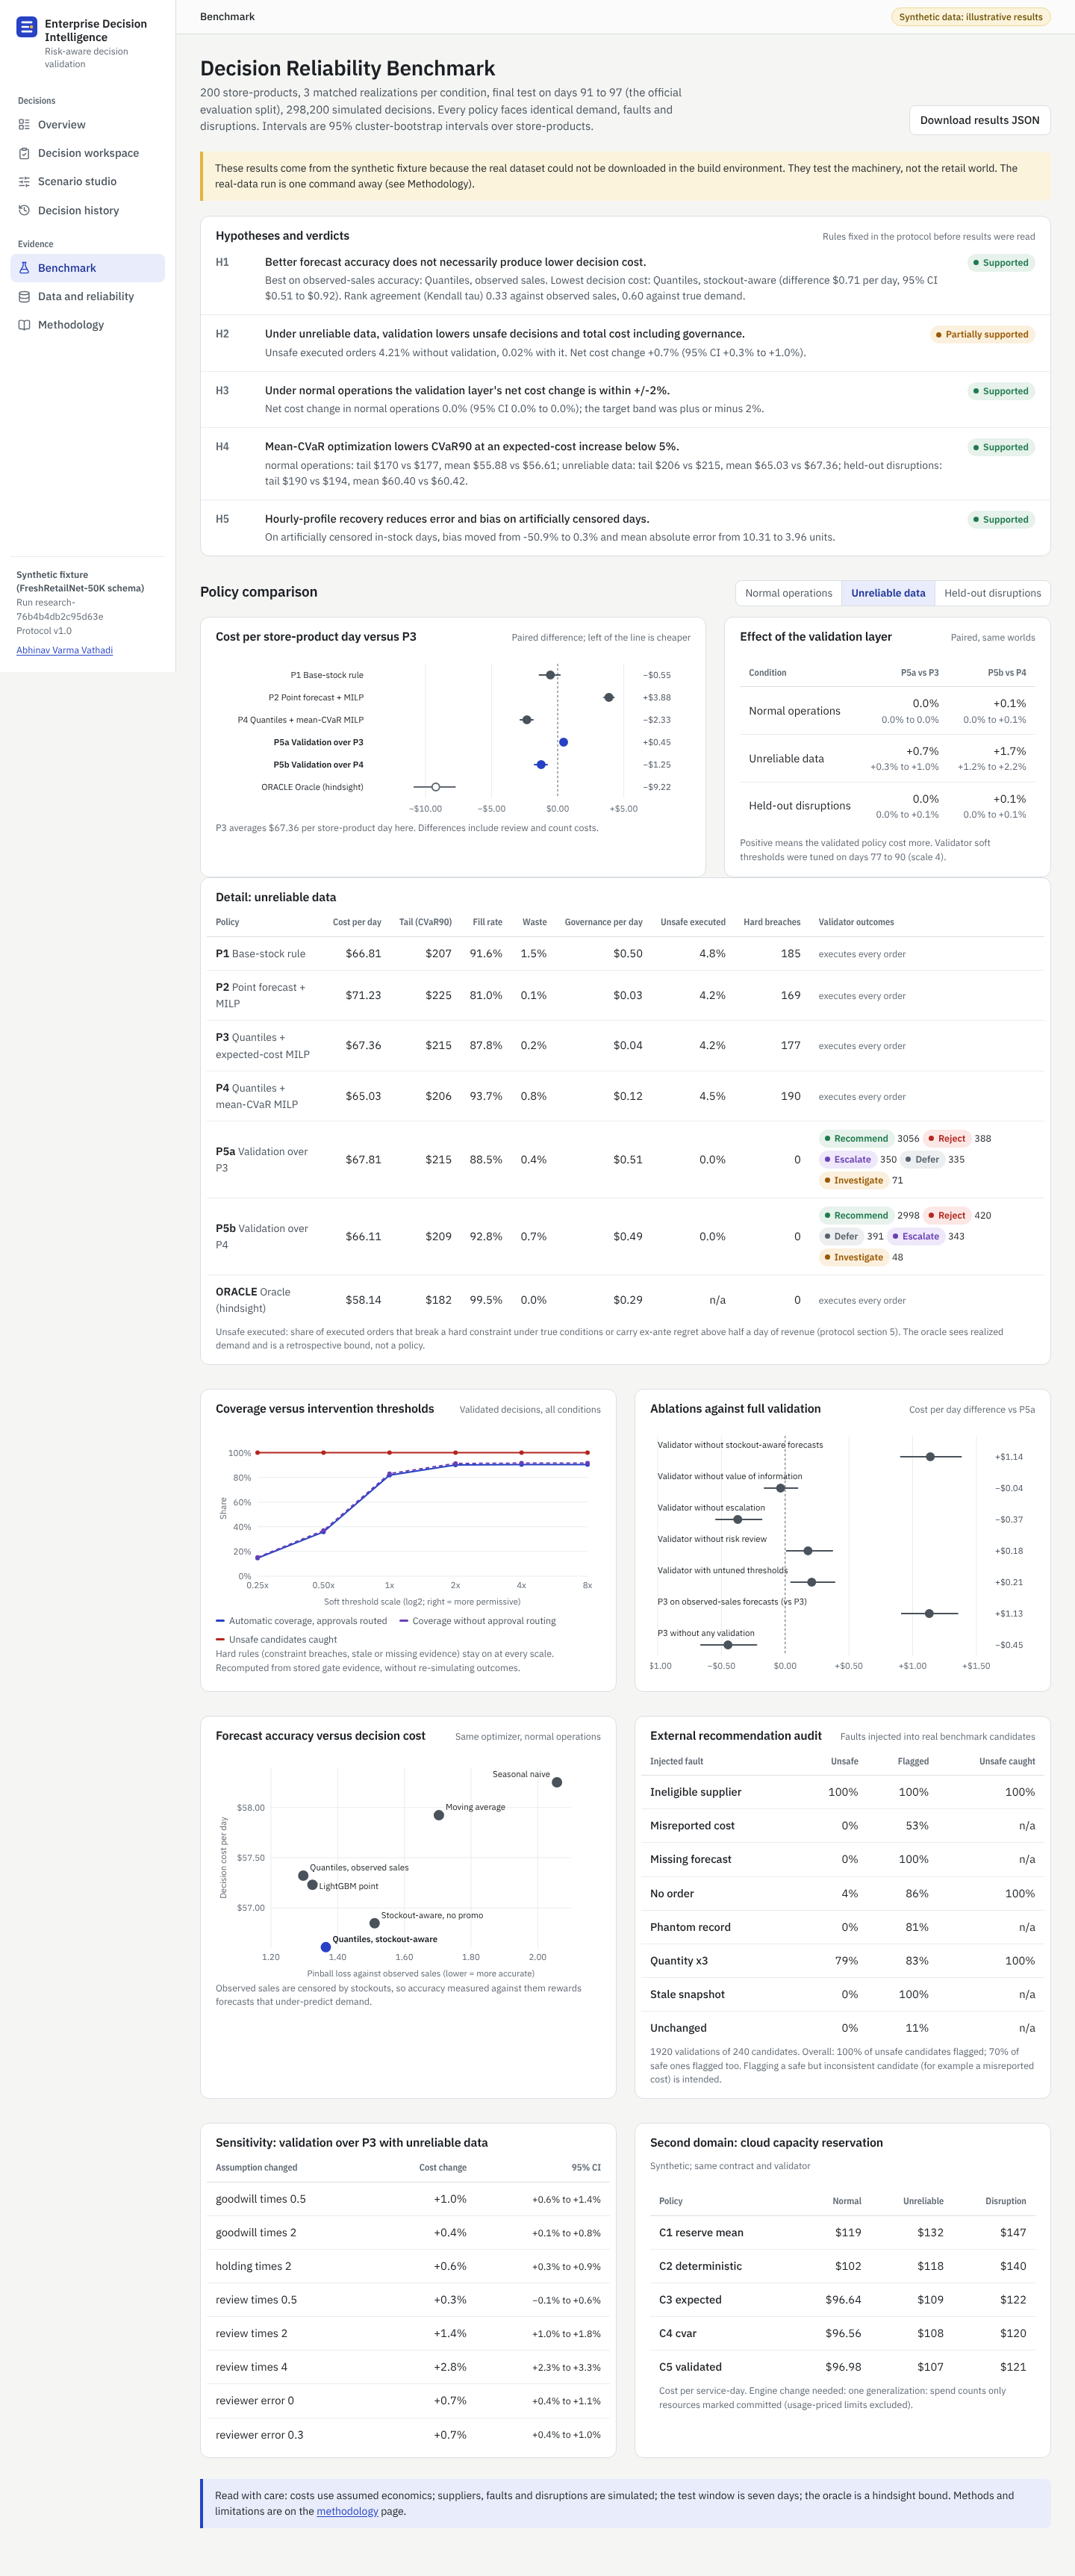 Enterprise Decision
Intelligence
Risk-aware decision
validation
Decisions
Overview
Decision workspace
Scenario studio
Decision history
Evidence
Benchmark
Data and reliability
Methodology
Synthetic fixture
(FreshRetailNet-50K schema)
Run research-
76b4b4db2c95d63e
Protocol v1.0
Abhinav Varma Vathadi
Benchmark
Synthetic data: illustrative results
Decision Reliability Benchmark
200 store-products, 3 matched realizations per condition, final test on days 91 to 97 (the official
evaluation split), 298,200 simulated decisions. Every policy faces identical demand, faults and
disruptions. Intervals are 95% cluster-bootstrap intervals over store-products.
Download results JSON
These results come from the synthetic fixture because the real dataset could not be downloaded in the build environment. They test the machinery, not the retail world. The
real-data run is one command away (see Methodology).
Hypotheses and verdicts
Rules fixed in the protocol before results were read
H1 Better forecast accuracy does not necessarily produce lower decision cost. Supported
Best on observed-sales accuracy: Quantiles, observed sales. Lowest decision cost: Quantiles, stockout-aware (difference $0.71 per day, 95% CI
$0.51 to $0.92). Rank agreement (Kendall tau) 0.33 against observed sales, 0.60 against true demand.
H2 Under unreliable data, validation lowers unsafe decisions and total cost including governance. Partially supported
Unsafe executed orders 4.21% without validation, 0.02% with it. Net cost change +0.7% (95% CI +0.3% to +1.0%).
H3 Under normal operations the validation layer's net cost change is within +/-2%. Supported
Net cost change in normal operations 0.0% (95% CI 0.0% to 0.0%); the target band was plus or minus 2%.
H4 Mean-CVaR optimization lowers CVaR90 at an expected-cost increase below 5%. Supported
normal operations: tail $170 vs $177, mean $55.88 vs $56.61; unreliable data: tail $206 vs $215, mean $65.03 vs $67.36; held-out disruptions:
tail $190 vs $194, mean $60.40 vs $60.42.
H5 Hourly-profile recovery reduces error and bias on artificially censored days. Supported
On artificially censored in-stock days, bias moved from -50.9% to 0.3% and mean absolute error from 10.31 to 3.96 units.
Policy comparison
Normal operations Unreliable data Held-out disruptions
Cost per store-product day versus P3
Paired difference; left of the line is cheaper
P1 Base-stock rule −$0.55
P2 Point forecast + MILP +$3.88
P4 Quantiles + mean-CVaR MILP −$2.33
P5a Validation over P3 +$0.45
P5b Validation over P4 −$1.25
ORACLE Oracle (hindsight) −$9.22
−$10.00 −$5.00 $0.00 +$5.00
P3 averages $67.36 per store-product day here. Differences include review and count costs.
Effect of the validation layer
Paired, same worlds
Condition P5a vs P3 P5b vs P4
Normal operations 0.0% +0.1%
0.0% to 0.0% 0.0% to +0.1%
Unreliable data +0.7% +1.7%
+0.3% to +1.0% +1.2% to +2.2%
Held-out disruptions 0.0% +0.1%
0.0% to +0.1% 0.0% to +0.1%
Positive means the validated policy cost more. Validator soft
thresholds were tuned on days 77 to 90 (scale 4).
Detail: unreliable data
Policy Cost per day Tail (CVaR90) Fill rate Waste Governance per day Unsafe executed Hard breaches Validator outcomes
P1 Base-stock rule $66.81 $207 91.6% 1.5% $0.50 4.8% 185 executes every order
P2 Point forecast +
MILP $71.23 $225 81.0% 0.1% $0.03 4.2% 169 executes every order
P3 Quantiles +
expected-cost MILP $67.36 $215 87.8% 0.2% $0.04 4.2% 177 executes every order
P4 Quantiles +
mean-CVaR MILP $65.03 $206 93.7% 0.8% $0.12 4.5% 190 executes every order
P5a Validation over
P3 $67.81 $215 88.5% 0.4% $0.51 0.0% 0
Recommend 3056 Reject 388
Escalate 350 Defer 335
Investigate 71
P5b Validation over
P4 $66.11 $209 92.8% 0.7% $0.49 0.0% 0
Recommend 2998 Reject 420
Defer 391 Escalate 343
Investigate 48
ORACLE Oracle
(hindsight) $58.14 $182 99.5% 0.0% $0.29 n/a 0 executes every order
Unsafe executed: share of executed orders that break a hard constraint under true conditions or carry ex-ante regret above half a day of revenue (protocol section 5). The oracle sees realized
demand and is a retrospective bound, not a policy.
Coverage versus intervention thresholds
Validated decisions, all conditions
Share
100%
80%
60%
40%
20%
0%
0.25x 0.50x 1x 2x 4x 8x
Soft threshold scale (log2; right = more permissive)
Automatic coverage, approvals routed Coverage without approval routing
Unsafe candidates caught
Hard rules (constraint breaches, stale or missing evidence) stay on at every scale.
Recomputed from stored gate evidence, without re-simulating outcomes.
Ablations against full validation
Cost per day difference vs P5a
Validator without stockout-aware forecasts +$1.14
Validator without value of information −$0.04
Validator without escalation −$0.37
Validator without risk review +$0.18
Validator with untuned thresholds +$0.21
P3 on observed-sales forecasts (vs P3) +$1.13
P3 without any validation −$0.45
$1.00 −$0.50 $0.00 +$0.50 +$1.00 +$1.50
Forecast accuracy versus decision cost
Same optimizer, normal operations
Decision cost per day
Seasonal naive
$58.00
Moving average
$57.50
Quantiles, observed sales
LightGBM point
$57.00
Stockout-aware, no promo
Quantiles, stockout-aware
1.20 1.40 1.60 1.80 2.00
Pinball loss against observed sales (lower = more accurate)
Observed sales are censored by stockouts, so accuracy measured against them rewards
forecasts that under-predict demand.
External recommendation audit
Faults injected into real benchmark candidates
Injected fault Unsafe Flagged Unsafe caught
Ineligible supplier 100% 100% 100%
Misreported cost 0% 53% n/a
Missing forecast 0% 100% n/a
No order 4% 86% 100%
Phantom record 0% 81% n/a
Quantity x3 79% 83% 100%
Stale snapshot 0% 100% n/a
Unchanged 0% 11% n/a
1920 validations of 240 candidates. Overall: 100% of unsafe candidates flagged; 70% of
safe ones flagged too. Flagging a safe but inconsistent candidate (for example a misreported
cost) is intended.
Sensitivity: validation over P3 with unreliable data
Assumption changed Cost change 95% CI
goodwill times 0.5 +1.0% +0.6% to +1.4%
goodwill times 2 +0.4% +0.1% to +0.8%
holding times 2 +0.6% +0.3% to +0.9%
review times 0.5 +0.3% −0.1% to +0.6%
review times 2 +1.4% +1.0% to +1.8%
review times 4 +2.8% +2.3% to +3.3%
reviewer error 0 +0.7% +0.4% to +1.1%
reviewer error 0.3 +0.7% +0.4% to +1.0%
Second domain: cloud capacity reservation
Synthetic; same contract and validator
Policy Normal Unreliable Disruption
C1 reserve mean $119 $132 $147
C2 deterministic $102 $118 $140
C3 expected $96.64 $109 $122
C4 cvar $96.56 $108 $120
C5 validated $96.98 $107 $121
Cost per service-day. Engine change needed: one generalization: spend counts only
resources marked committed (usage-priced limits excluded).
Read with care: costs use assumed economics; suppliers, faults and disruptions are simulated; the test window is seven days; the oracle is a hindsight bound. Methods and
limitations are on the methodology page.